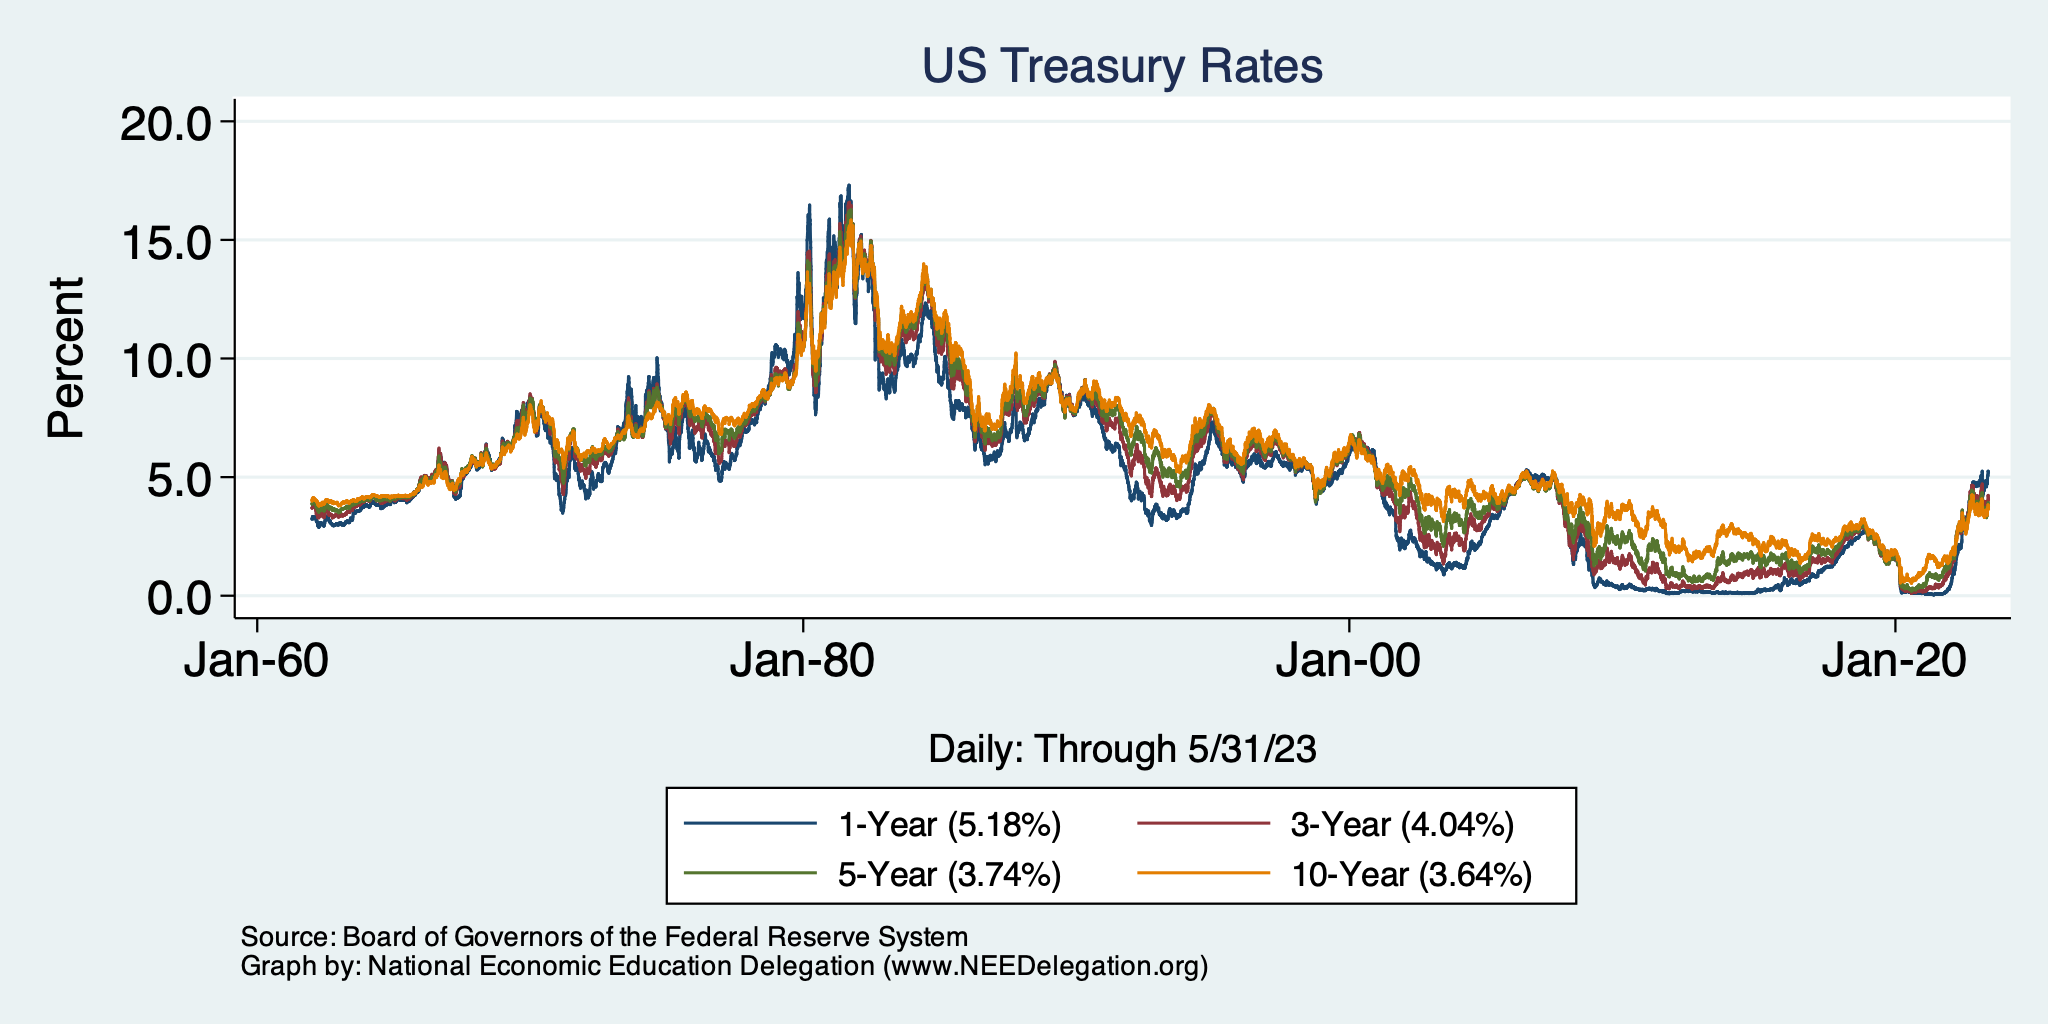 US Treasury Rates
20.0
15.0
10.0
5.0
0.0
Percent
Jan-60 Jan-80 Jan-00 Jan-20
Daily: Through 5/31/23
1-Year (5.18%) 3-Year (4.04%)
5-Year (3.74%) 10-Year (3.64%)
Source: Board of Governors of the Federal Reserve System
Graph by: National Economic Education Delegation (www.NEEDelegation.org)